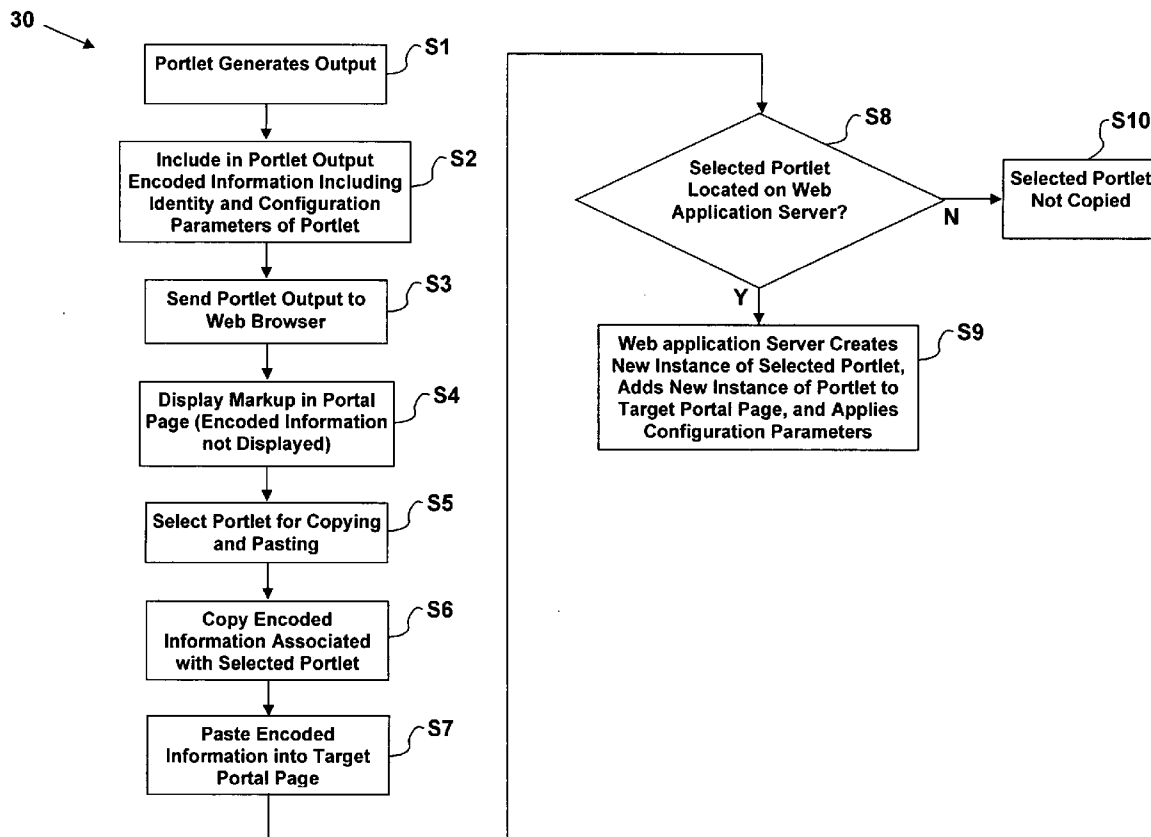 30
Portlet Generates Output
S1
Include in Portlet Output
Encoded Information Including
Identity and Configuration
Parameters of Portlet
S2
Send Portlet Output to
Web Browser
S3
Display Markup in Portal
Page (Encoded Information
not Displayed)
S4
Select Portlet for Copying
and Pasting
S5
Copy Encoded
Information Associated
with Selected Portlet
S6
Paste Encoded
Information into Target
Portal Page
S7
Selected Portlet
Located on Web
Application Server?
S8
N
Y
Selected Portlet
Not Copied
S10
Web application Server Creates
New Instance of Selected Portlet,
Adds New Instance of Portlet to
Target Portal Page, and Applies
Configuration Parameters
S9